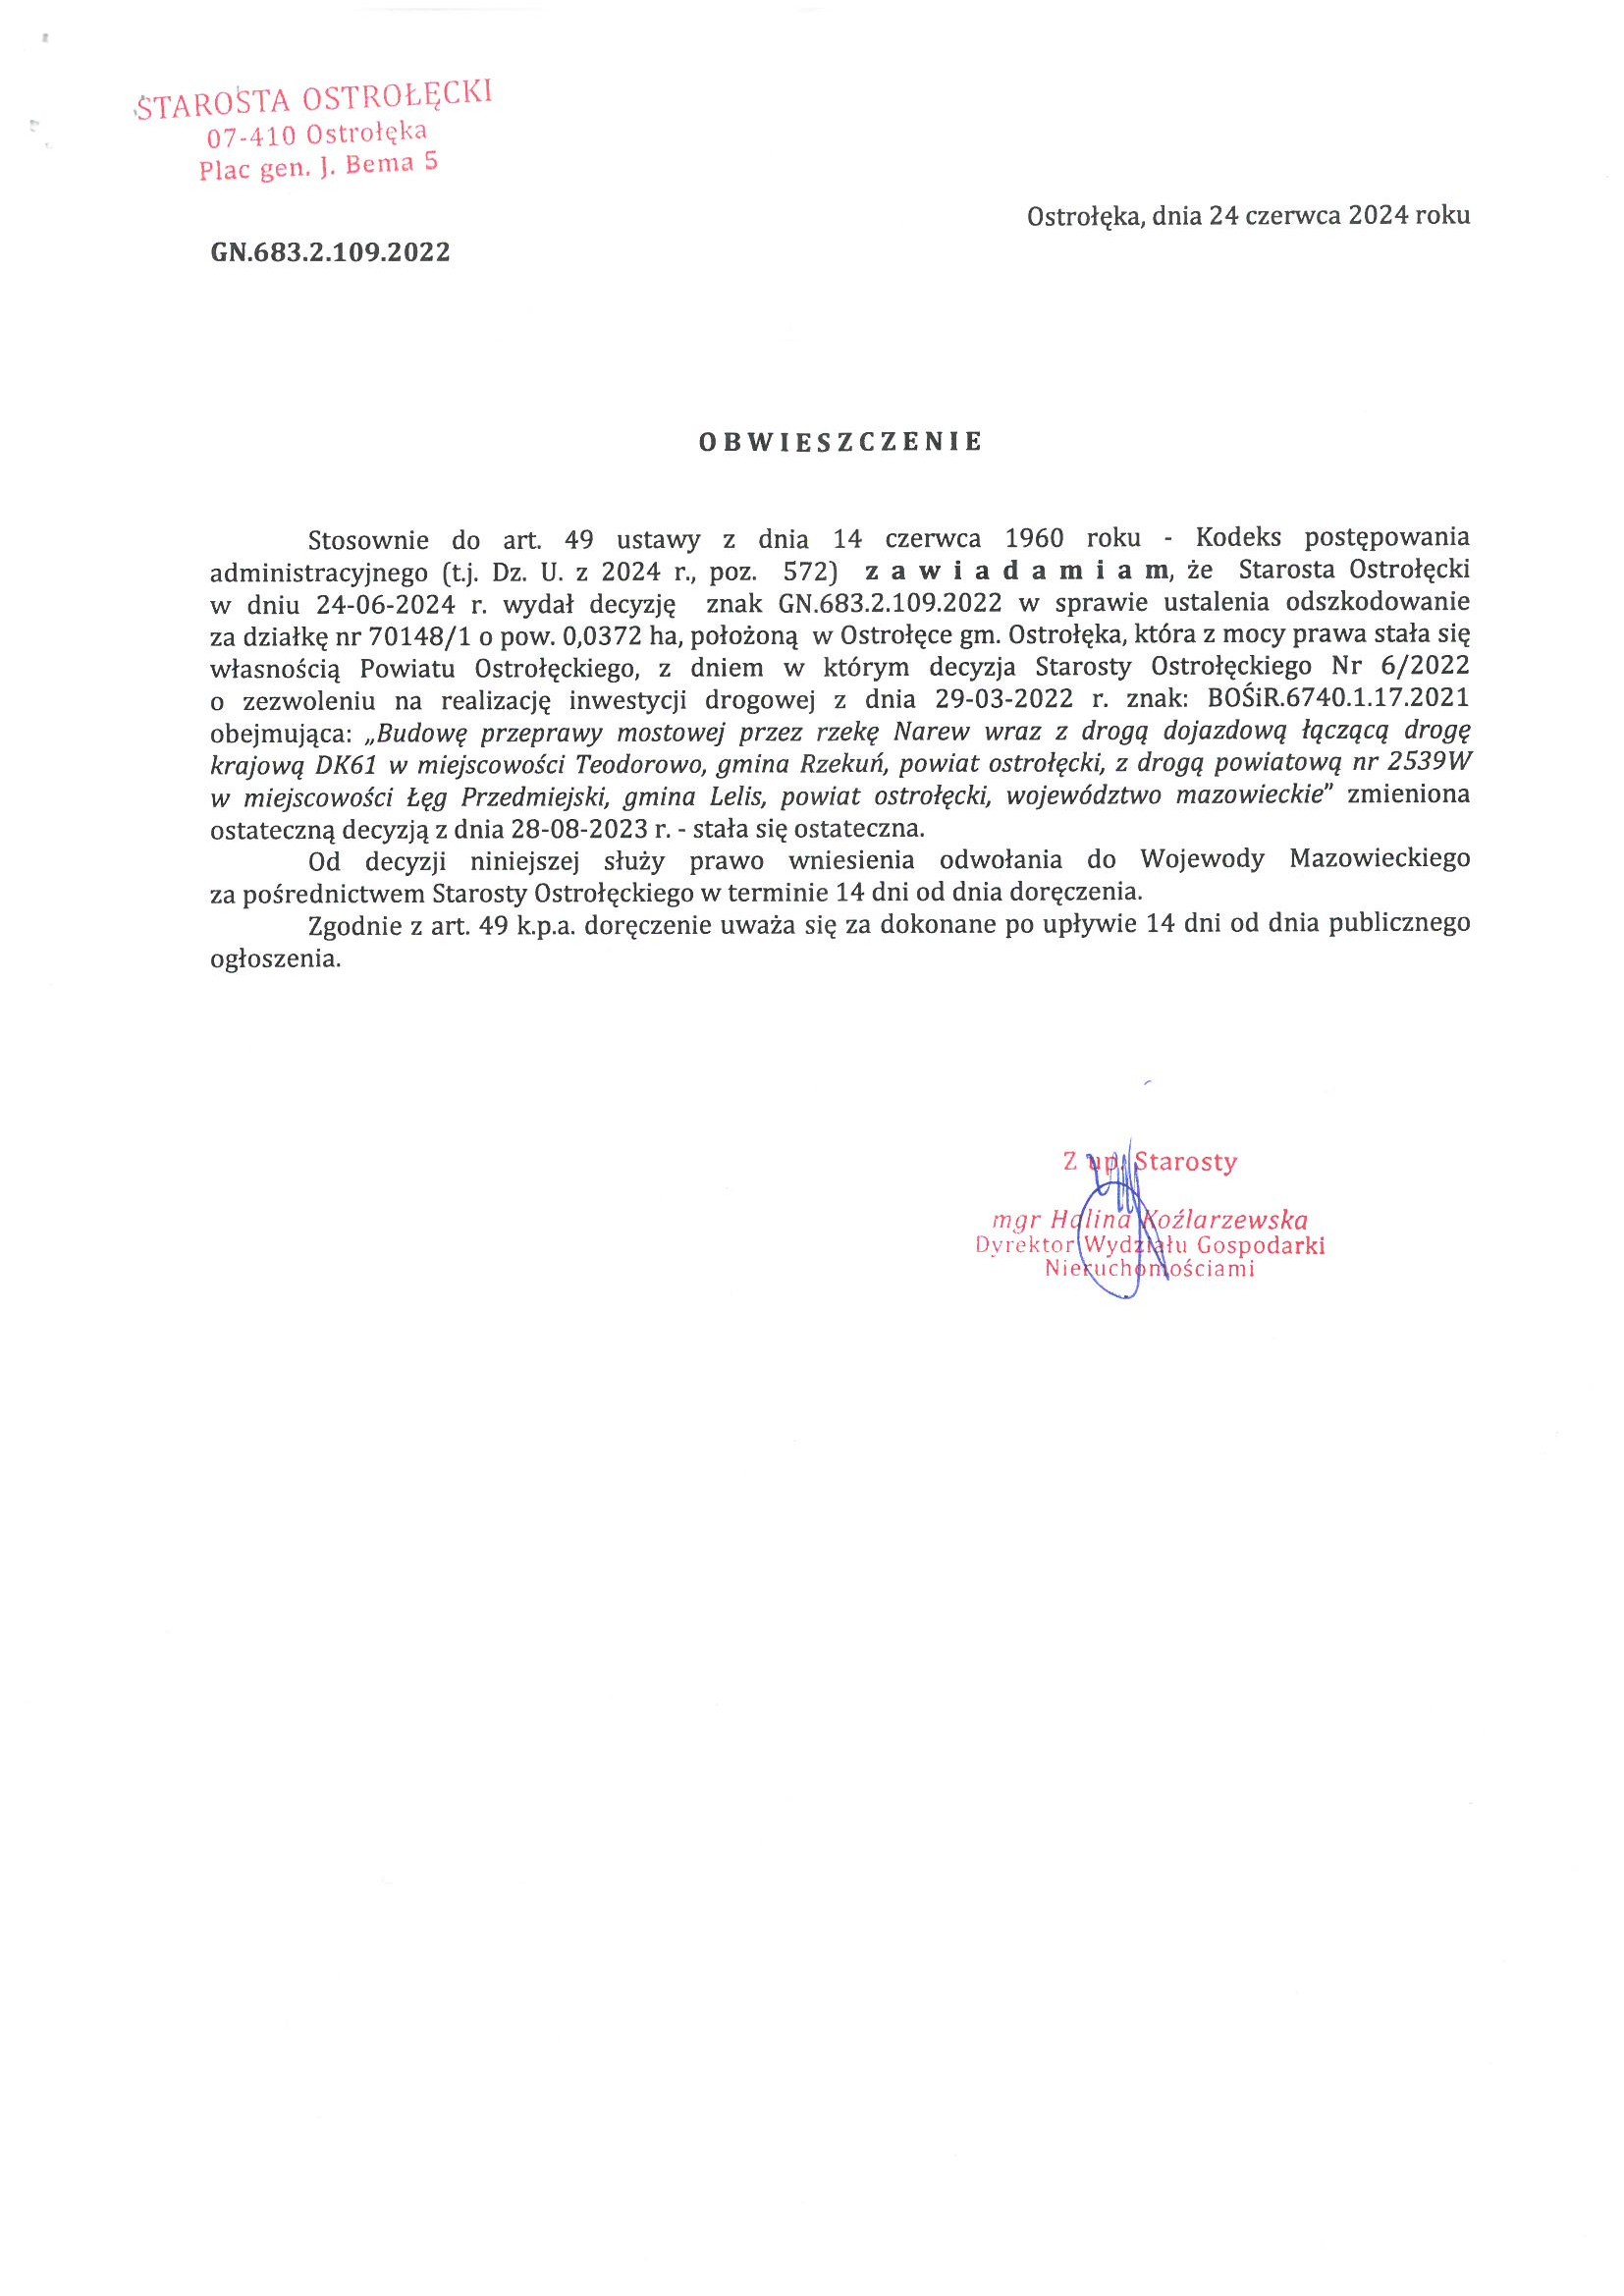 STAROSTA OSTROŁĘCKI
07-410 Ostrołęka
Plac gen. J. Bema 5
Ostrołęka, dnia 24 czerwca 2024 roku
GN.683.2.109.2022
OBWIESZCZENIE
Stosownie do art. 49 ustawy z dnia 14 czerwca 1960 roku - Kodeks postępowania
administracyjnego (t.j. Dz. U. z 2024 r., poz. 572) z a w i a d a m i a m, że Starosta Ostrołęcki
w dniu 24-06-2024 r. wydał decyzję znak GN.683.2.109.2022 w sprawie ustalenia odszkodowanie
za działkę nr 70148/1 o pow. 0,0372 ha, położoną w Ostrołęce gm. Ostrołęka, która z mocy prawa stała się
własnością Powiatu Ostrołęckiego, z dniem w którym decyzja Starosty Ostrołęckiego Nr 6/2022
o zezwoleniu na realizację inwestycji drogowej z dnia 29-03-2022 r. znak: BOŚiR.6740.1.17.2021
obejmująca: „Budowę przeprawy mostowej przez rzekę Narew wraz z drogą dojazdową łączącą drogę
krajową DK61 w miejscowości Teodorowo, gmina Rzekuń, powiat ostrołęcki, z drogą powiatową nr 2539W
w miejscowości Łęg Przedmiejski, gmina Lelis, powiat ostrołęcki, województwo mazowieckie” zmieniona
ostateczną decyzją z dnia 28-08-2023 r. - stała się ostateczna.
Od decyzji niniejszej służy prawo wniesienia odwołania do Wojewody Mazowieckiego
za pośrednictwem Starosty Ostrołęckiego w terminie 14 dni od dnia doręczenia.
Zgodnie z art. 49 k.p.a. doręczenie uważa się za dokonane po upływie 14 dni od dnia publicznego
ogłoszenia.
Z up. Starosty
mgr Halina Koźlarzewska
Dyrektor Wydziału Gospodarki
Nieruchomościami